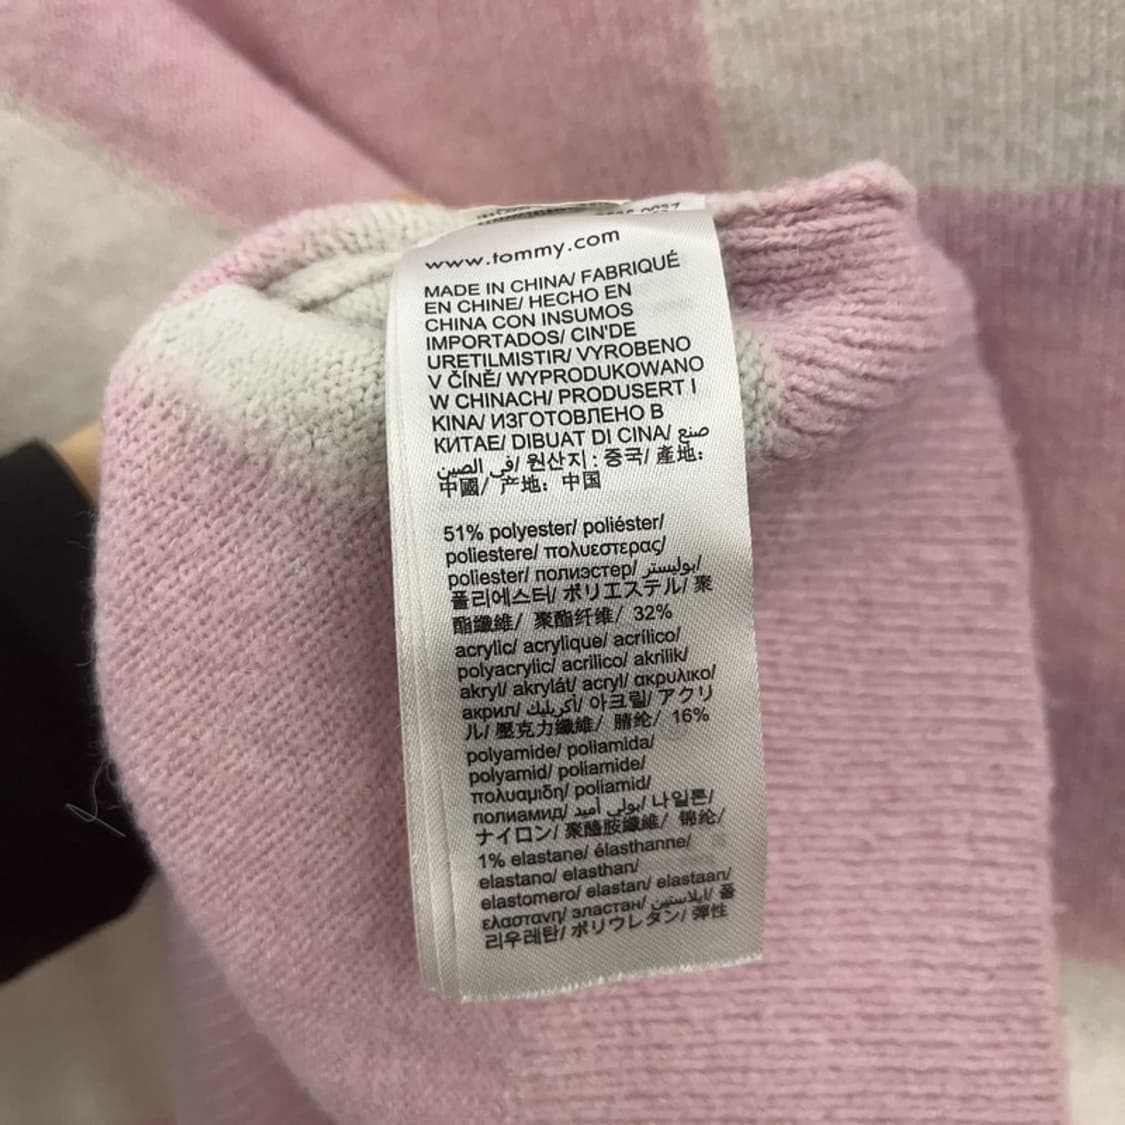 www.tommy.com
MADE IN CHINA/ FABRIQUÉ
EN CHINE/ HECHO EN
CHINA CON INSUMOS
IMPORTADOS/ CIN'DE
URETILMISTIR/ VYROBENO
V ČÍNĚ/ WYPRODUKOWANO
W CHINACH/ PRODUSERT I
KINA/ ИЗГОТОВЛЕНО В
КИТАЕ/ DIBUAT DI CINA/ صنع
في الصين/ 원산지 : 중국/ 產地:
中國/ 产地: 中国
51% polyester/ poliéster/
poliestere/ πολυεστερας/
poliester/ полиэстер/ بوليستر/
폴리에스터/ ポリエステル/ 聚
酯纖維/ 聚酯纤维/ 32%
acrylic/ acrylique/ acrílico/
polyacrylic/ acrilico/ akrilik/
akryl/ akrylát/ acryl/ ακρυλικο/
акрил/ أكريليك/ 아크릴/ アクリ
ル/ 壓克力纖維/ 腈纶/ 16%
polyamide/ poliamida/
polyamid/ poliamide/
πολυαμιδη/ poliamid/
полиамид/ بولي أميد/ 나일론/
ナイロン/ 聚醯胺纖維/ 锦纶/
1% elastane/ élasthanne/
elastano/ elasthan/
elastomero/ elastan/ elastaan/
ελαστανη/ эластан/ ايلاستين/ 폴
리우레탄/ ポリウレタン/ 彈性